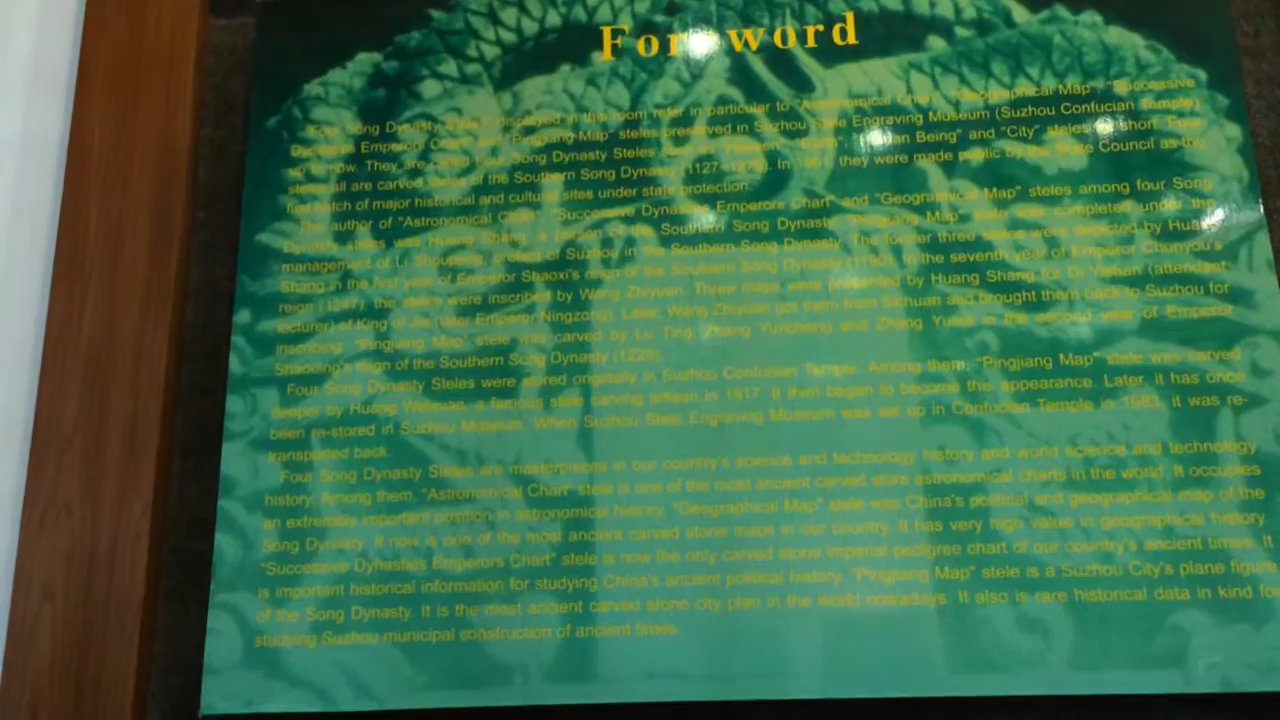 Foreword
"Four Song Dynasty displayed in this room refer in particular to "Astronomical Chart", "Geographical Map", "Successive
Dynasties Emperors Chart" and "Pingjiang Map" steles preserved in Suzhou Stele Engraving Museum (Suzhou Confucian Temple)
up to now. They are called Four Song Dynasty Steles Being" and "City" steles short. Four
steles all are carved of the Southern Song Dynasty (1127-1279). In they were made public by the State Council as the
first batch of major historical and cultural sites under state protection.
The author of "Astronomical Chart", "Successive Dynasties Emperors Chart" and "Geographical Map" steles among four Song
Dynasty steles was Huang Shang, a person of the Southern Song Dynasty. "Pingjiang Map" stele was completed under the
management of Li Shoupeng, prefect of Suzhou in the Southern Song Dynasty. The former three steles were depicted by Huang
Shang in the first year of Emperor Shaoxi's reign of the Southern Song Dynasty (1190). In the seventh year of Emperor Chunyou's
reign (1247), the steles were inscribed by Wang Zhiyuan. Three maps were presented by Huang Shang for Di Yishan (attendant
lecturer) of King of Jia (later Emperor Ningzong). Later, Wang Zhiyuan got them from Sichuan and brought them back to Suzhou for
inscribing. "Pingjiang Map" stele was carved by Lu Ting, Zhang Yuncheng and Zhang Yundi in the second year of Emperor
Shaoding's reign of the Southern Song Dynasty (1229).
Four Song Dynasty Steles were stored originally in Suzhou Confucian Temple. Among them, "Pingjiang Map" stele was carved
deeper by Huang Weixuan, a famous stele carving artisan in 1917. It then began to become this appearance. Later, it has once
been re-stored in Suzhou Museum. When Suzhou Stele Engraving Museum was set up in Confucian Temple in 1983, it was re-
transported back.
Four Song Dynasty Steles are masterpieces in our country's science and technology history and world science and technology
history. Among them, "Astronomical Chart" stele is one of the most ancient carved stone astronomical charts in the world. It occupies
an extremely important position in astronomical history. "Geographical Map" stele was China's political and geographical map of the
Song Dynasty. It now is one of the most ancient carved stone maps in our country. It has very high value in geographical history.
"Successive Dynasties Emperors Chart" stele is now the only carved stone imperial pedigree chart of our country's ancient times. It
is important historical information for studying China's ancient political history. "Pingjiang Map" stele is a Suzhou City's plane figure
of the Song Dynasty. It is the most ancient carved stone city plan in the world nowadays. It also is rare historical data in kind for
studying Suzhou municipal construction of ancient times.